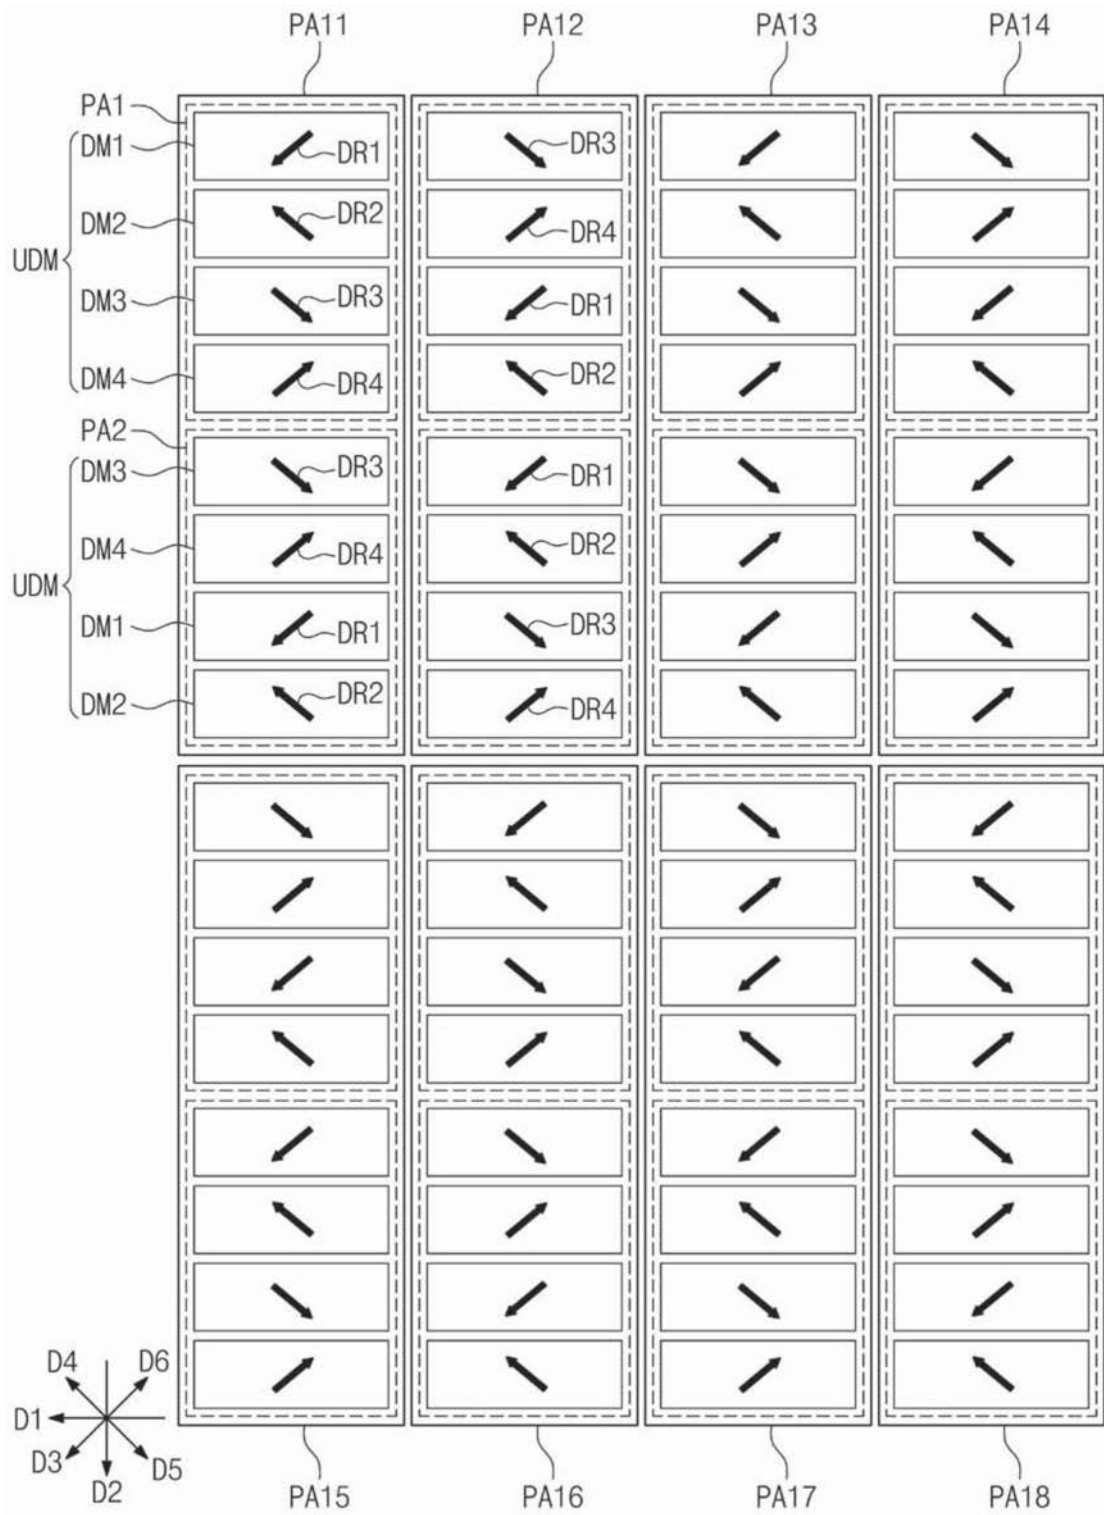 PA11 PA12 PA13 PA14
PA1
DM1 DR1 DR3
DM2 DR2 DR4
UDM
DM3 DR3 DR1
DM4 DR4 DR2
PA2
DM3 DR3 DR1
DM4 DR4 DR2
UDM
DM1 DR1 DR3
DM2 DR2 DR4
D4 D6
D1
D3 D5
D2
PA15 PA16 PA17 PA18